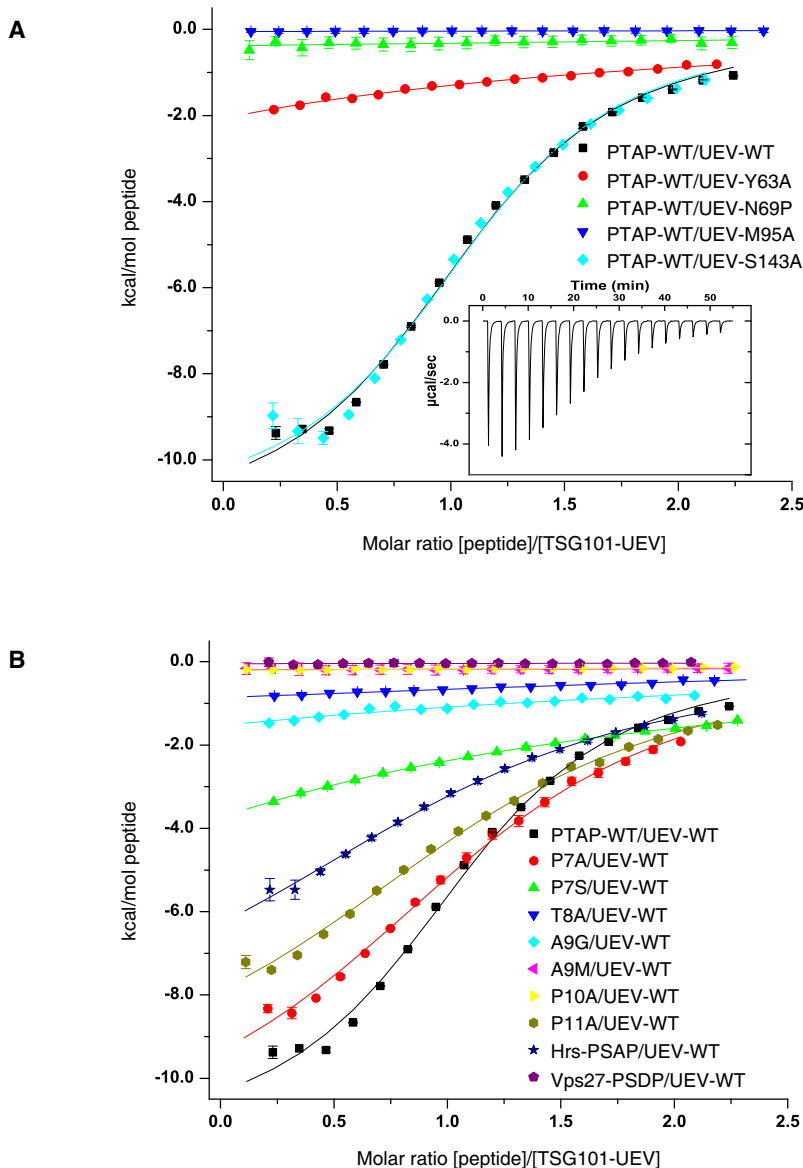 A
0.0
-2.0
-4.0
-6.0
-8.0
-10.0
kcal/mol peptide
PTAP-WT/UEV-WT
PTAP-WT/UEV-Y63A
PTAP-WT/UEV-N69P
PTAP-WT/UEV-M95A
PTAP-WT/UEV-S143A
Time (min)
0 10 20 30 40 50
0.0
-2.0
-4.0
µcal/sec
0.0 0.5 1.0 1.5 2.0 2.5
Molar ratio [peptide]/[TSG101-UEV]
B
0.0
-2.0
-4.0
-6.0
-8.0
-10.0
kcal/mol peptide
PTAP-WT/UEV-WT
P7A/UEV-WT
P7S/UEV-WT
T8A/UEV-WT
A9G/UEV-WT
A9M/UEV-WT
P10A/UEV-WT
P11A/UEV-WT
Hrs-PSAP/UEV-WT
Vps27-PSDP/UEV-WT
0.0 0.5 1.0 1.5 2.0 2.5
Molar ratio [peptide]/[TSG101-UEV]